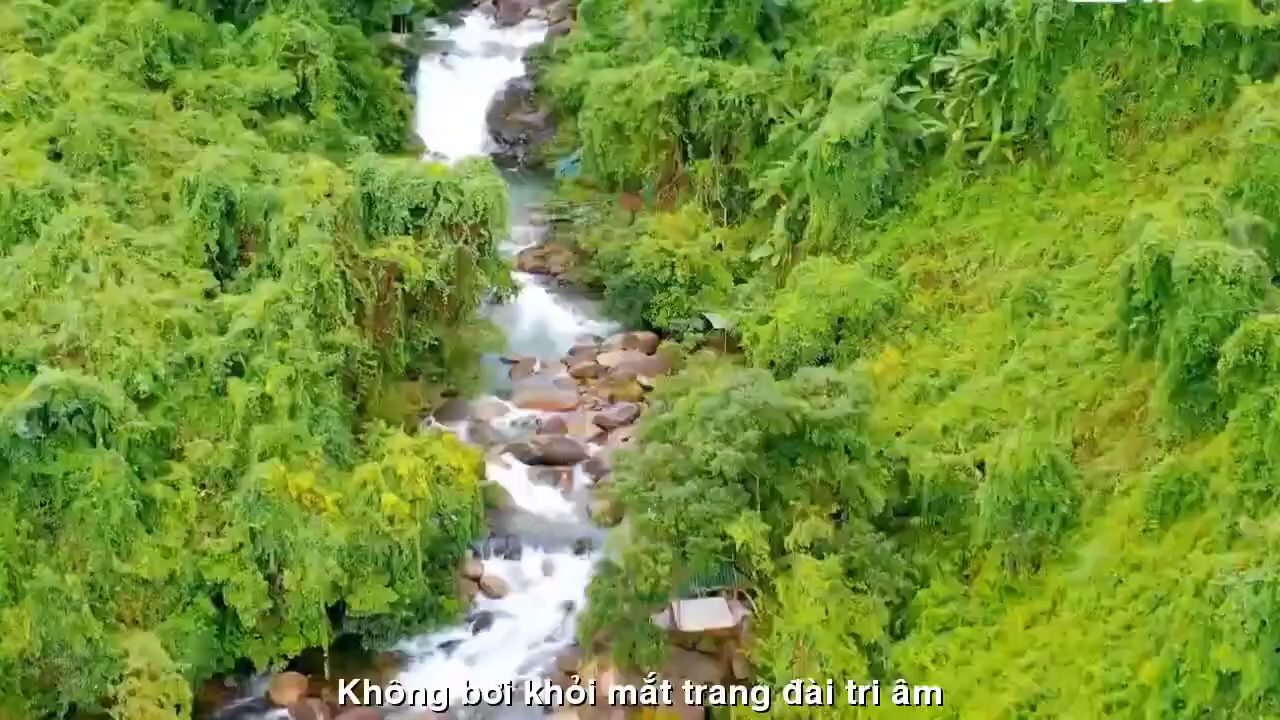 Không bơi khỏi mắt trang đài tri âm